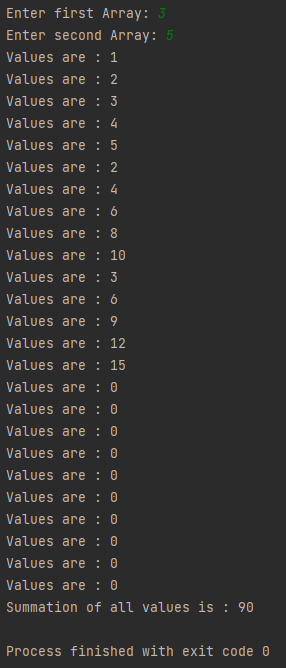 Enter first Array: 3
Enter second Array: 5
Values are : 1
Values are : 2
Values are : 3
Values are : 4
Values are : 5
Values are : 2
Values are : 4
Values are : 6
Values are : 8
Values are : 10
Values are : 3
Values are : 6
Values are : 9
Values are : 12
Values are : 15
Values are : 0
Values are : 0
Values are : 0
Values are : 0
Values are : 0
Values are : 0
Values are : 0
Values are : 0
Values are : 0
Values are : 0
Summation of all values is : 90

Process finished with exit code 0